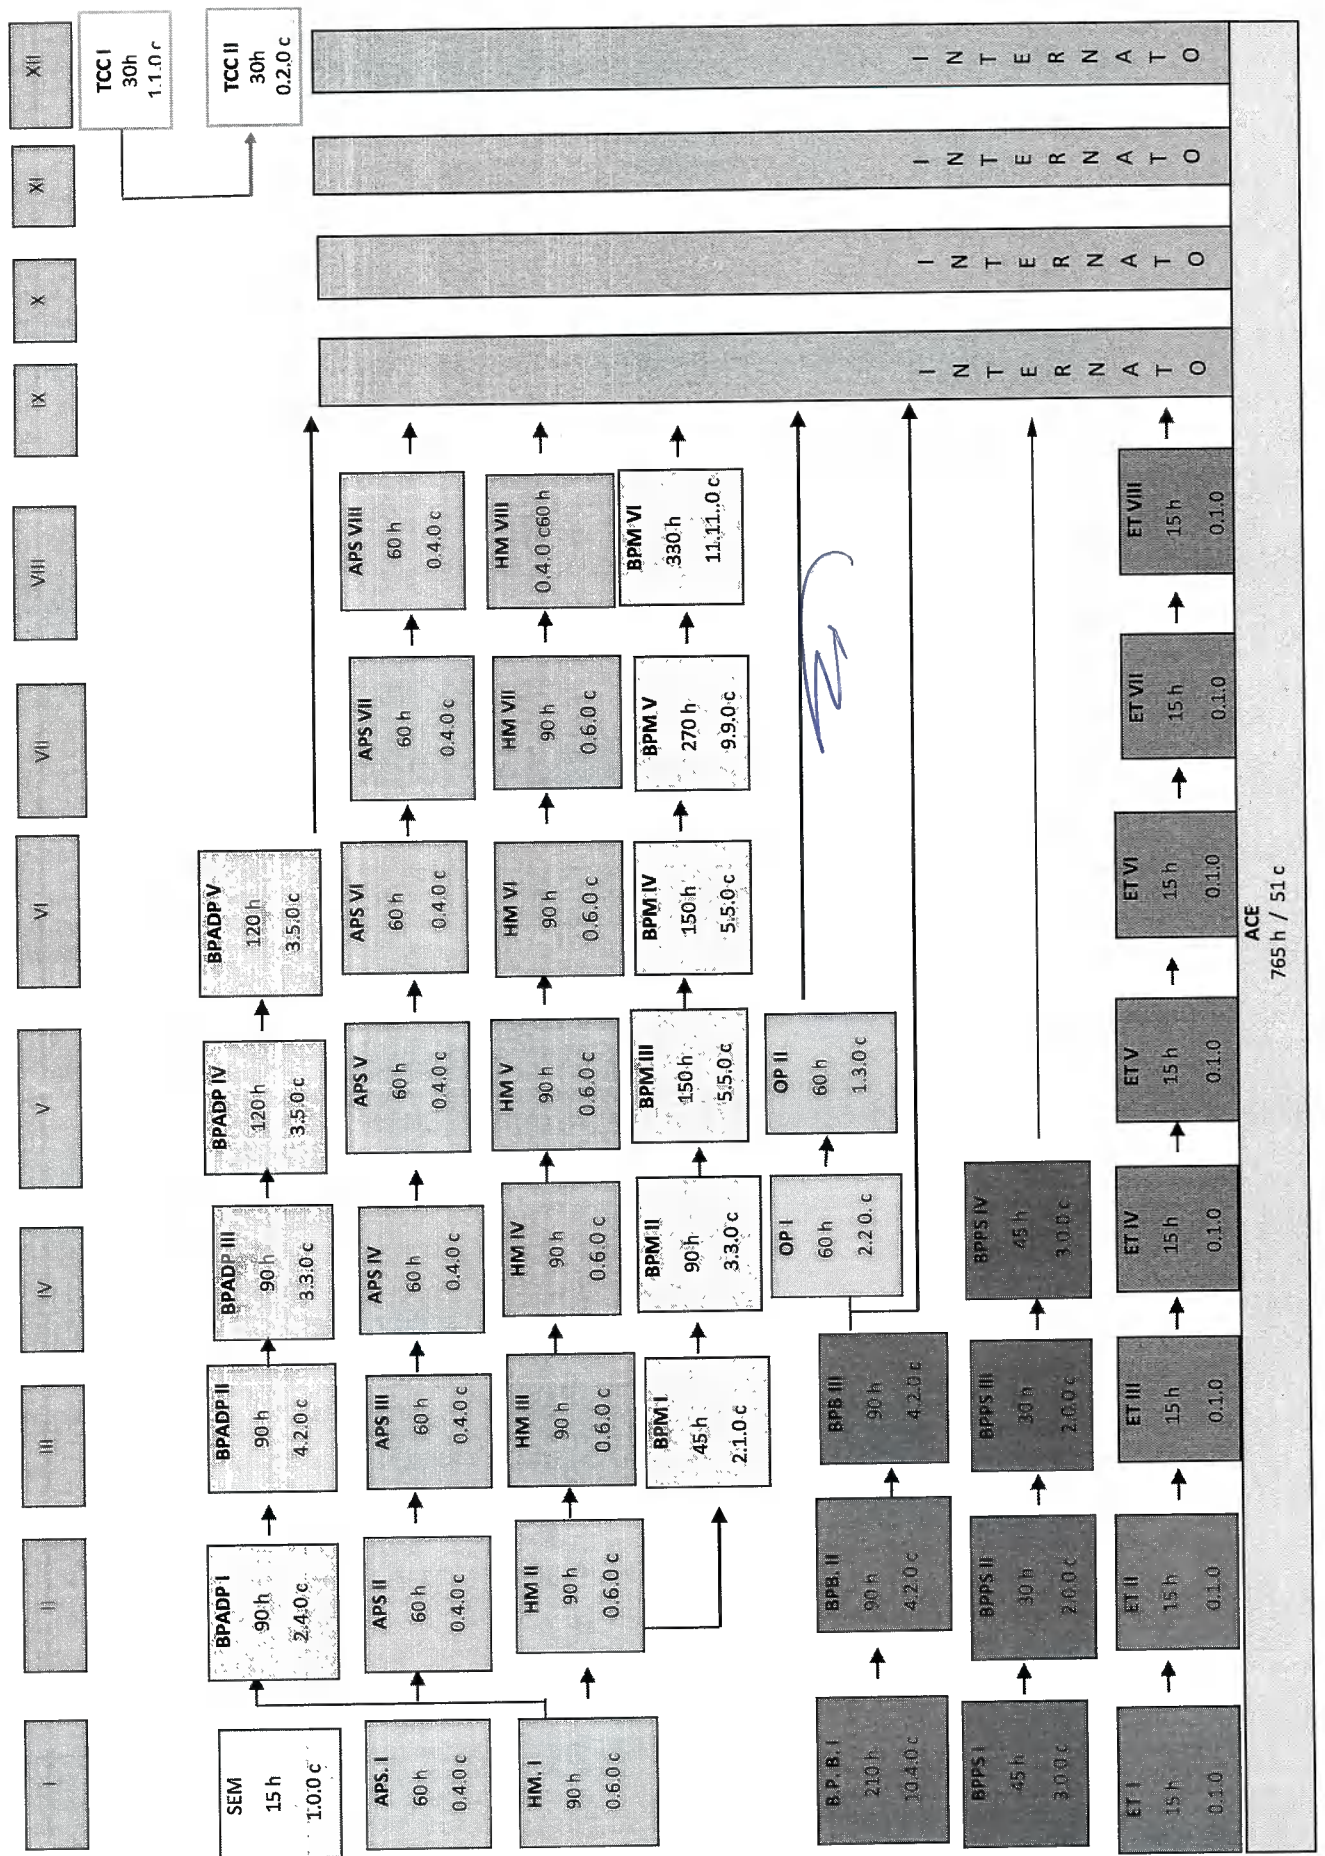 I
II
III
IV
V
VI
VII
VIII
IX
X
XI
XII
TCC I
30h
1.1.0 c
TCC II
30h
0.2.0 c
SEM
15 h
1.0.0 c
BPADP I
90 h
2.4.0 c
BPADP II
90 h
4.2.0 c
BPADP III
90 h
3.3.0 c
BPADP IV
120 h
3.5.0 c
BPADP V
120 h
3.5.0 c
APS. I
60 h
0.4.0 c
APS II
60 h
0.4.0 c
APS III
60 h
0.4.0 c
APS IV
60 h
0.4.0 c
APS V
60 h
0.4.0 c
APS VI
60 h
0.4.0 c
APS VII
60 h
0.4.0 c
APS VIII
60 h
0.4.0 c
HM. I
90 h
0.6.0 c
HM II
90 h
0.6.0 c
HM III
90 h
0.6.0 c
HM IV
90 h
0.6.0 c
HM V
90 h
0.6.0 c
HM VI
90 h
0.6.0 c
HM VII
90 h
0.6.0 c
HM VIII
0.4.0 c60 h
BPM I
45 h
2.1.0 c
BPM II
90 h
3.3.0 c
BPM III
150 h
5.5.0 c
BPM IV
150 h
5.5.0 c
BPM V
270 h
9.9.0 c
BPM VI
330 h
11.11..0 c
OP I
60 h
2.2 0. c
OP II
60 h
1.3.0 c
B.P. B. I
210 h
10.4.0 c
BPB. II
90 h
4.2.0 c
BPB III
90 h
4.2.0 c
BPPS I
45 h
3.0.0 c
BPPS II
30 h
2.0.0 c
BPPS III
30 h
2.0.0 c
BPPS IV
45 h
3.0.0 c
ET I
15 h
0.1.0
ET II
15 h
0.1.0
ET III
15 h
0.1.0
ET IV
15 h
0.1.0
ET V
15 h
0.1.0
ET VI
15 h
0.1.0
ET VII
15 h
0.1.0
ET VIII
15 h
0.1.0
INTERNATO
INTERNATO
INTERNATO
INTERNATO
ACE
765 h / 51 c